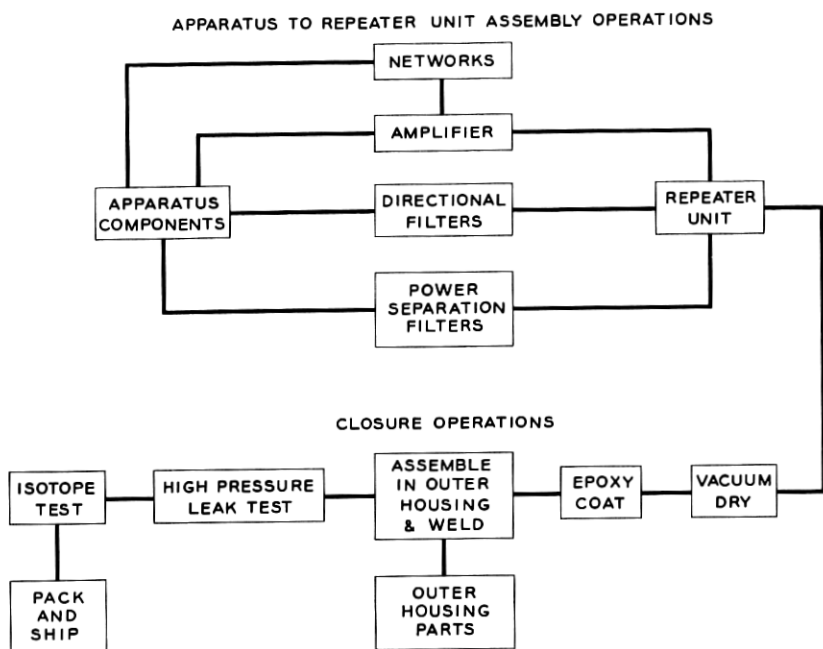 APPARATUS TO REPEATER UNIT ASSEMBLY OPERATIONS
NETWORKS
AMPLIFIER
APPARATUS
COMPONENTS
DIRECTIONAL
FILTERS
REPEATER
UNIT
POWER
SEPARATION
FILTERS
CLOSURE OPERATIONS
ISOTOPE
TEST
HIGH PRESSURE
LEAK TEST
ASSEMBLE
IN OUTER
HOUSING
& WELD
EPOXY
COAT
VACUUM
DRY
PACK
AND
SHIP
OUTER
HOUSING
PARTS